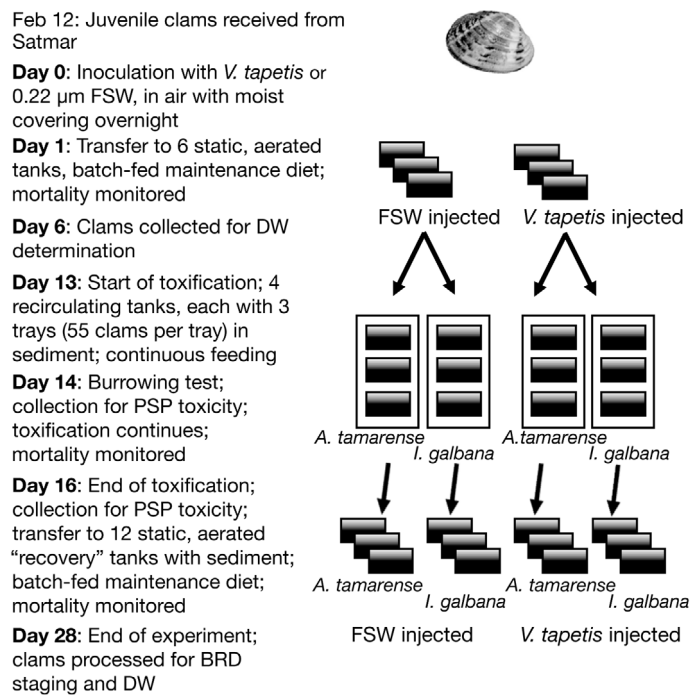 Feb 12: Juvenile clams received from
Satmar
Day 0: Inoculation with V. tapetis or
0.22 µm FSW, in air with moist
covering overnight
Day 1: Transfer to 6 static, aerated
tanks, batch-fed maintenance diet;
mortality monitored
Day 6: Clams collected for DW
determination
Day 13: Start of toxification; 4
recirculating tanks, each with 3
trays (55 clams per tray) in
sediment; continuous feeding
Day 14: Burrowing test;
collection for PSP toxicity;
toxification continues;
mortality monitored
Day 16: End of toxification;
collection for PSP toxicity;
transfer to 12 static, aerated
“recovery” tanks with sediment;
batch-fed maintenance diet;
mortality monitored
Day 28: End of experiment;
clams processed for BRD
staging and DW
FSW injected
V. tapetis injected
A. tamarense
I. galbana
A.tamarense
I. galbana
A. tamarense
I. galbana
A. tamarense
I. galbana
FSW injected
V. tapetis injected